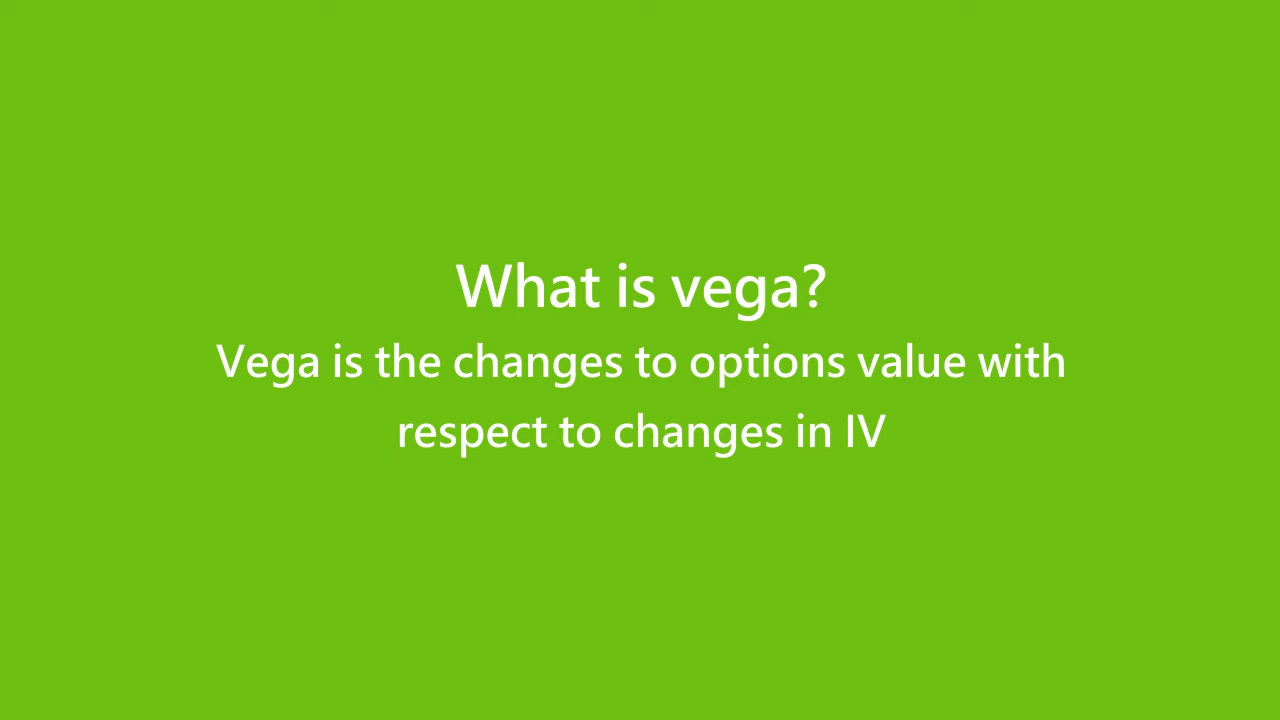 What is vega?
Vega is the changes to options value with
respect to changes in IV